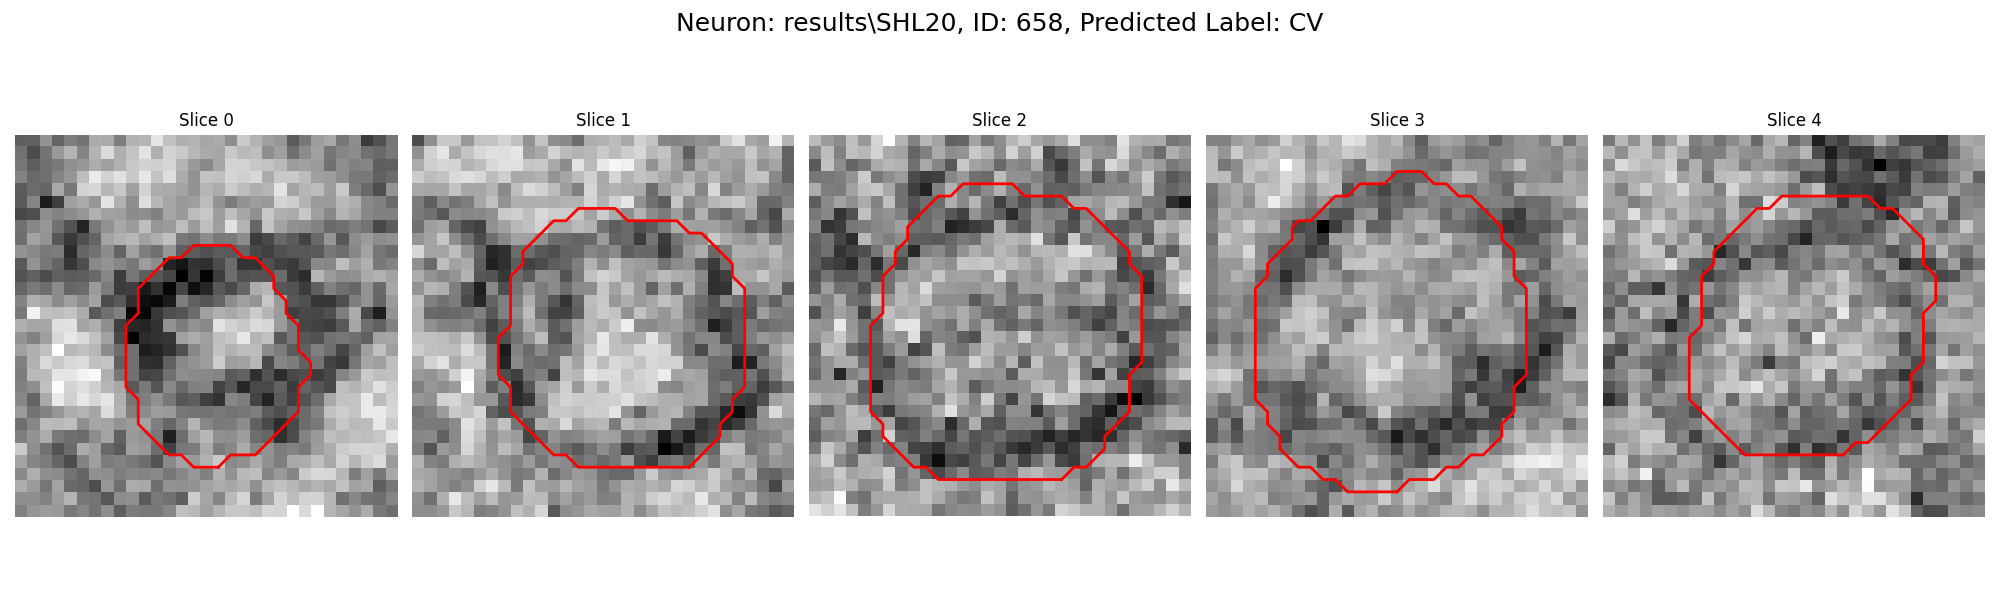 Neuron: results\SHL20, ID: 658, Predicted Label: CV
Slice 0
Slice 1
Slice 2
Slice 3
Slice 4